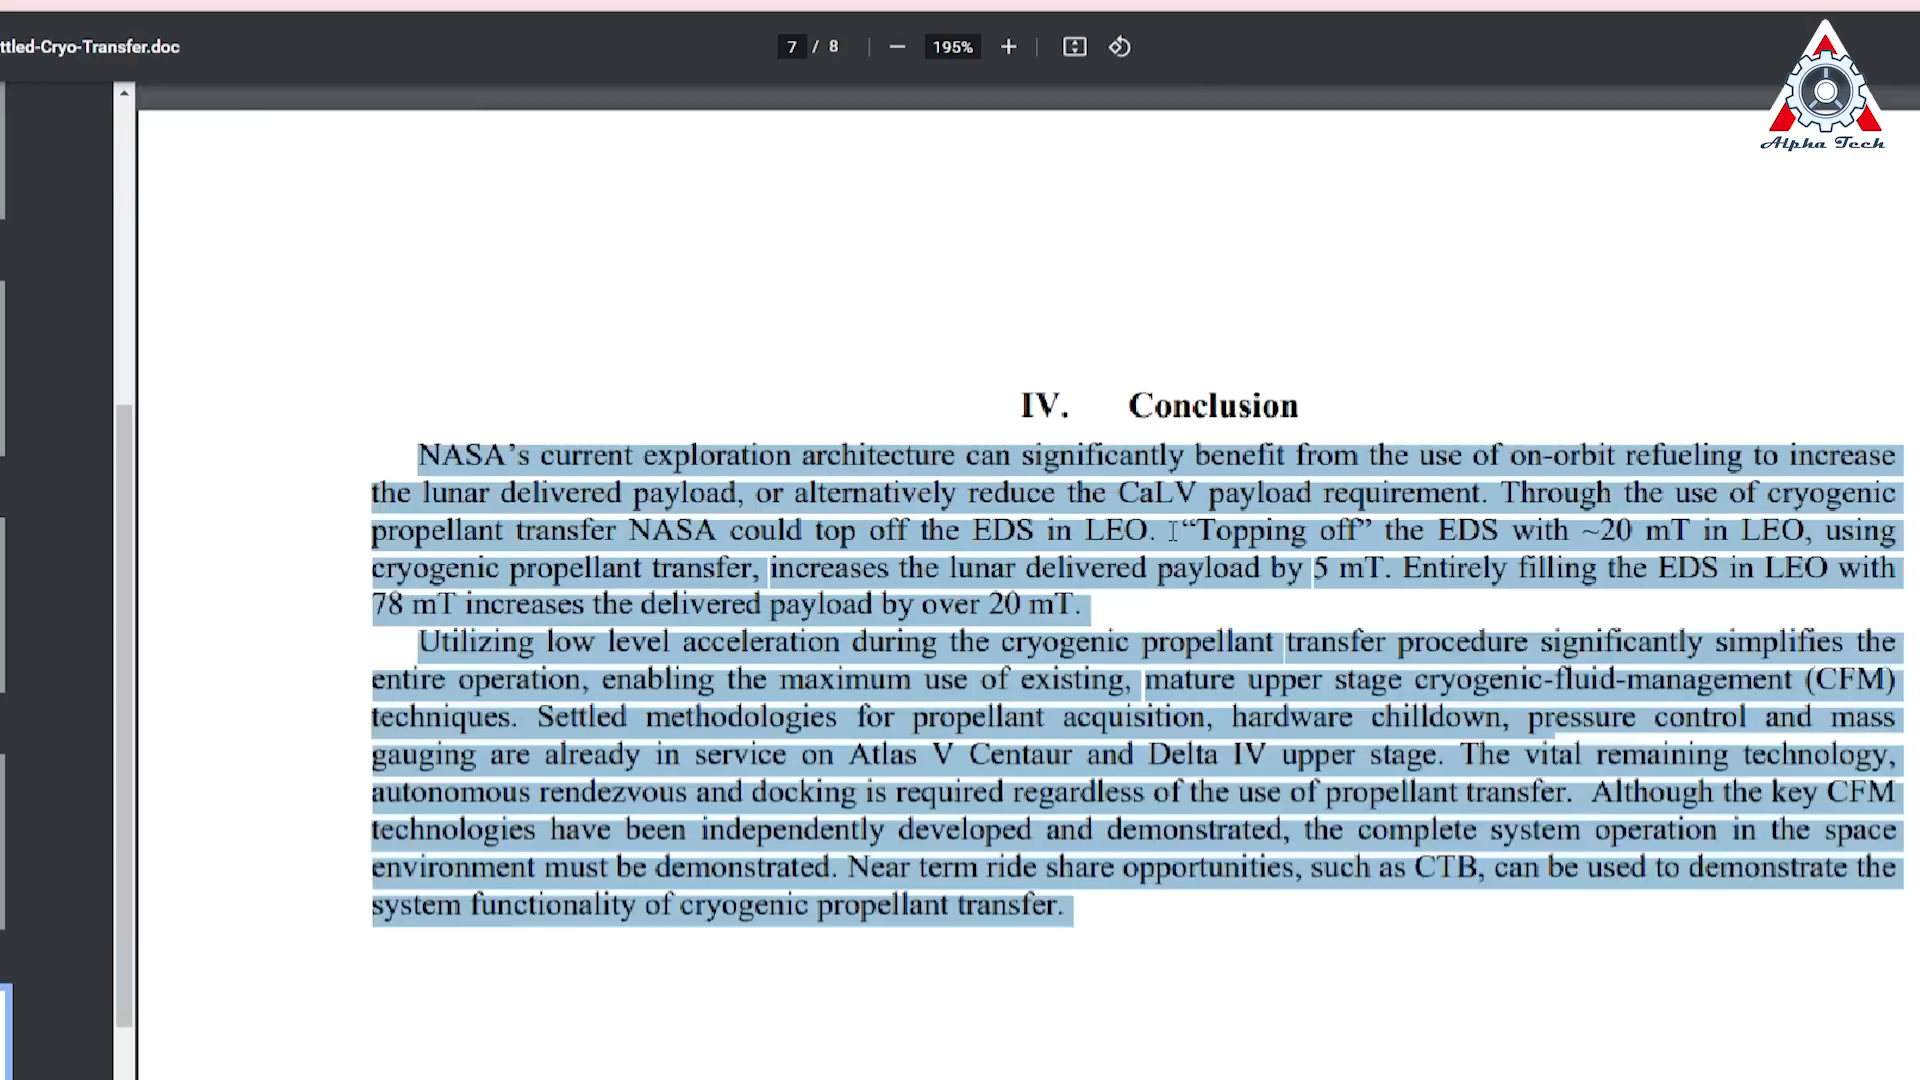 ttled-Cryo-Transfer.doc
7 / 8
195%
Alpha Tech
IV. Conclusion
NASA's current exploration architecture can significantly benefit from the use of on-orbit refueling to increase
the lunar delivered payload, or alternatively reduce the CaLV payload requirement. Through the use of cryogenic
propellant transfer NASA could top off the EDS in LEO. “Topping off” the EDS with ~20 mT in LEO, using
cryogenic propellant transfer, increases the lunar delivered payload by 5 mT. Entirely filling the EDS in LEO with
78 mT increases the delivered payload by over 20 mT.
Utilizing low level acceleration during the cryogenic propellant transfer procedure significantly simplifies the
entire operation, enabling the maximum use of existing, mature upper stage cryogenic-fluid-management (CFM)
techniques. Settled methodologies for propellant acquisition, hardware chilldown, pressure control and mass
gauging are already in service on Atlas V Centaur and Delta IV upper stage. The vital remaining technology,
autonomous rendezvous and docking is required regardless of the use of propellant transfer. Although the key CFM
technologies have been independently developed and demonstrated, the complete system operation in the space
environment must be demonstrated. Near term ride share opportunities, such as CTB, can be used to demonstrate the
system functionality of cryogenic propellant transfer.